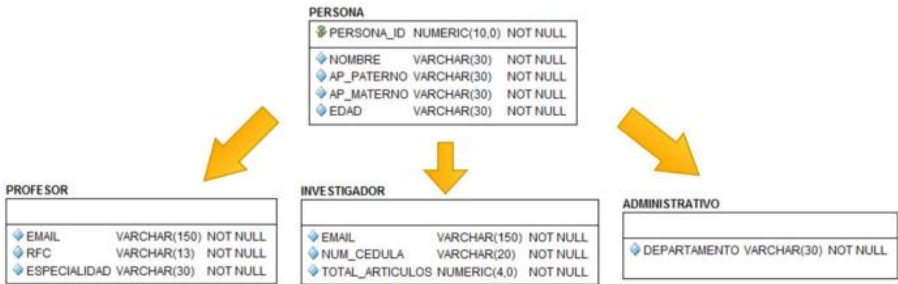 PERSONA
PERSONA_ID NUMERIC(10,0) NOT NULL
NOMBRE VARCHAR(30) NOT NULL
AP_PATERNO VARCHAR(30) NOT NULL
AP_MATERNO VARCHAR(30) NOT NULL
EDAD VARCHAR(30) NOT NULL
PROFESOR
EMAIL VARCHAR(150) NOT NULL
RFC VARCHAR(13) NOT NULL
ESPECIALIDAD VARCHAR(30) NOT NULL
INVESTIGADOR
EMAIL VARCHAR(150) NOT NULL
NUM_CEDULA VARCHAR(20) NOT NULL
TOTAL_ARTICULOS NUMERIC(4,0) NOT NULL
ADMINISTRATIVO
DEPARTAMENTO VARCHAR(30) NOT NULL